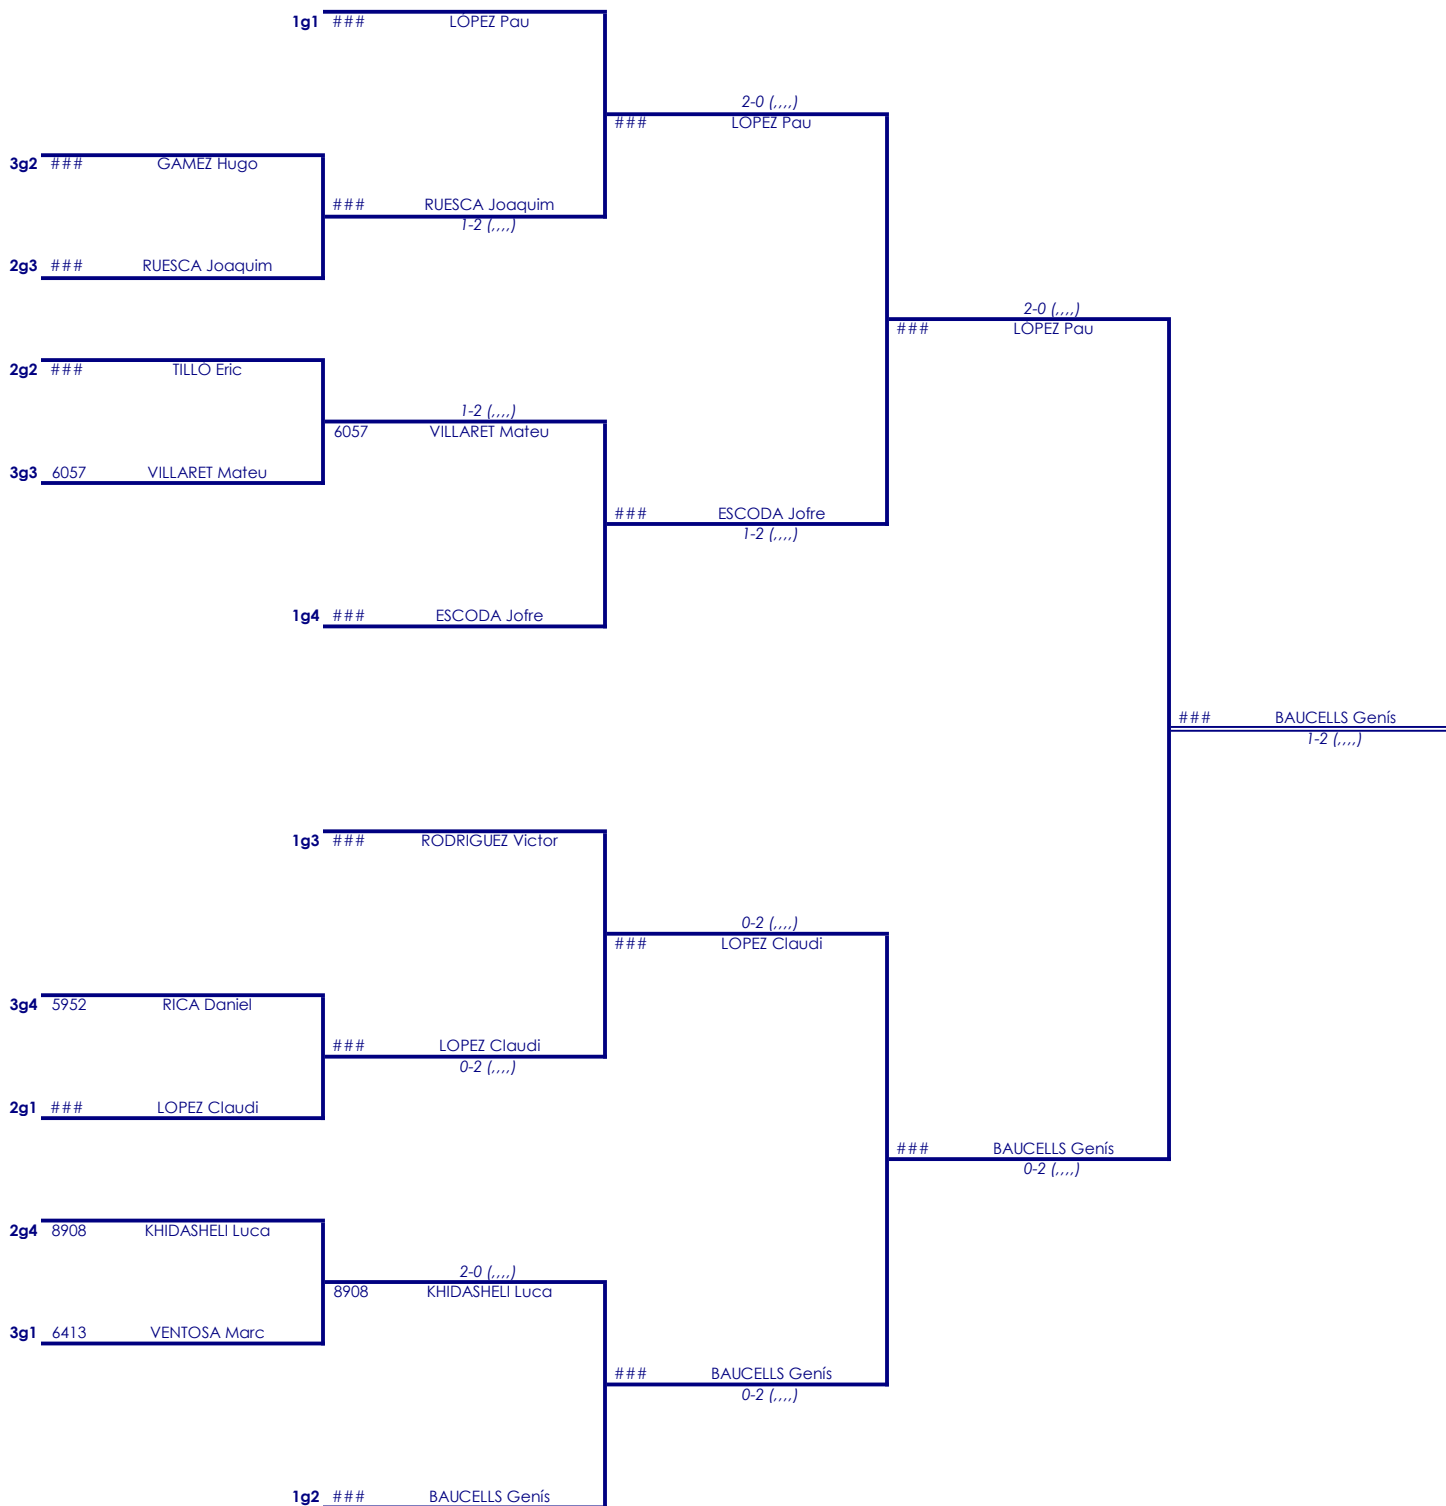 1g1 ### LÓPEZ Pau
2-0 (,,,,)
### LÓPEZ Pau
3g2 ### GAMEZ Hugo
### RUESCA Joaquim
1-2 (,,,,)
2g3 ### RUESCA Joaquim
2-0 (,,,,)
### LÓPEZ Pau
2g2 ### TILLÓ Eric
1-2 (,,,,)
6057 VILLARET Mateu
3g3 6057 VILLARET Mateu
### ESCODA Jofre
1-2 (,,,,)
1g4 ### ESCODA Jofre
### BAUCELLS Genís
1-2 (,,,,)
1g3 ### RODRIGUEZ Victor
0-2 (,,,,)
### LOPEZ Claudi
3g4 5952 RICA Daniel
### LOPEZ Claudi
0-2 (,,,,)
2g1 ### LOPEZ Claudi
### BAUCELLS Genís
0-2 (,,,,)
2g4 8908 KHIDASHELI Luca
2-0 (,,,,)
8908 KHIDASHELI Luca
3g1 6413 VENTOSA Marc
### BAUCELLS Genís
0-2 (,,,,)
1g2 ### BAUCELLS Genís